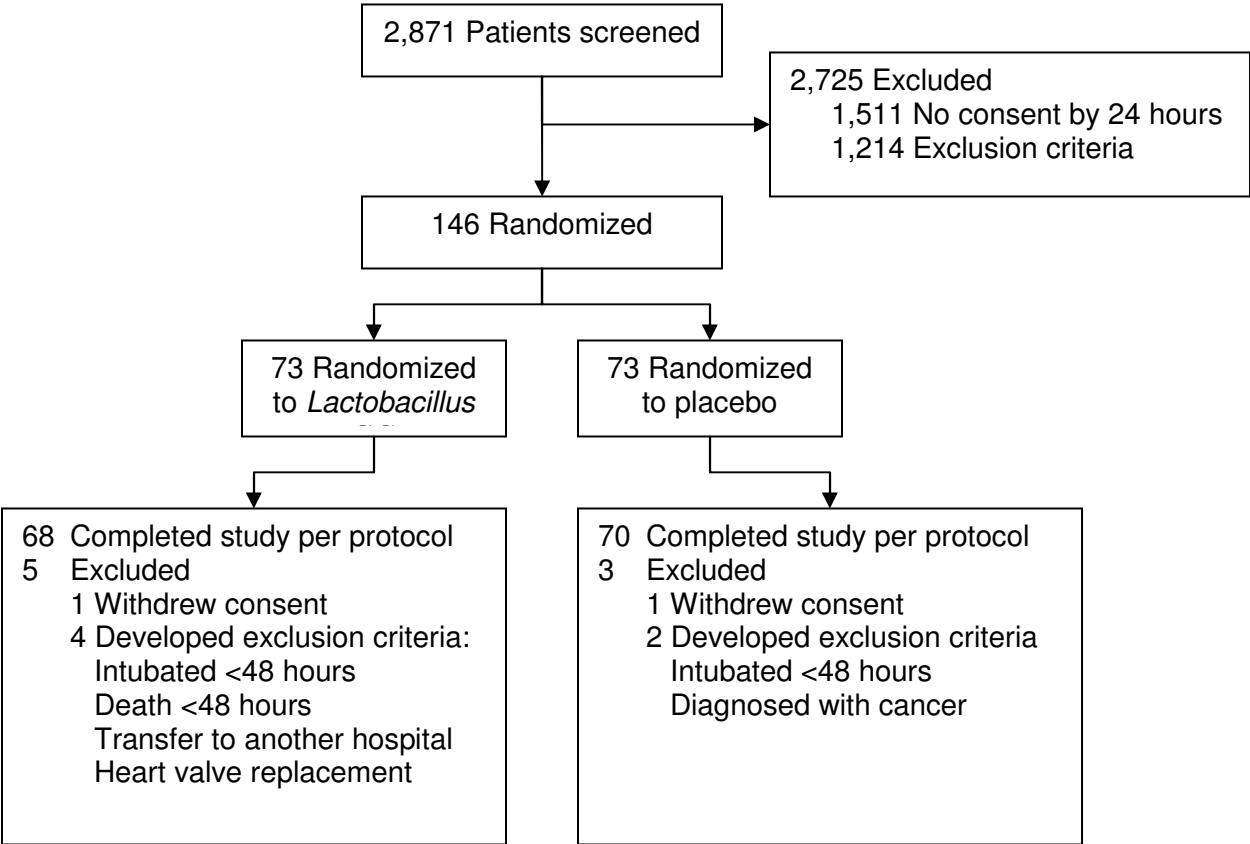 2,871 Patients screened
2,725 Excluded
1,511 No consent by 24 hours
1,214 Exclusion criteria
146 Randomized
73 Randomized
to Lactobacillus
73 Randomized
to placebo
68 Completed study per protocol
5 Excluded
1 Withdrew consent
4 Developed exclusion criteria:
Intubated <48 hours
Death <48 hours
Transfer to another hospital
Heart valve replacement
70 Completed study per protocol
3 Excluded
1 Withdrew consent
2 Developed exclusion criteria
Intubated <48 hours
Diagnosed with cancer